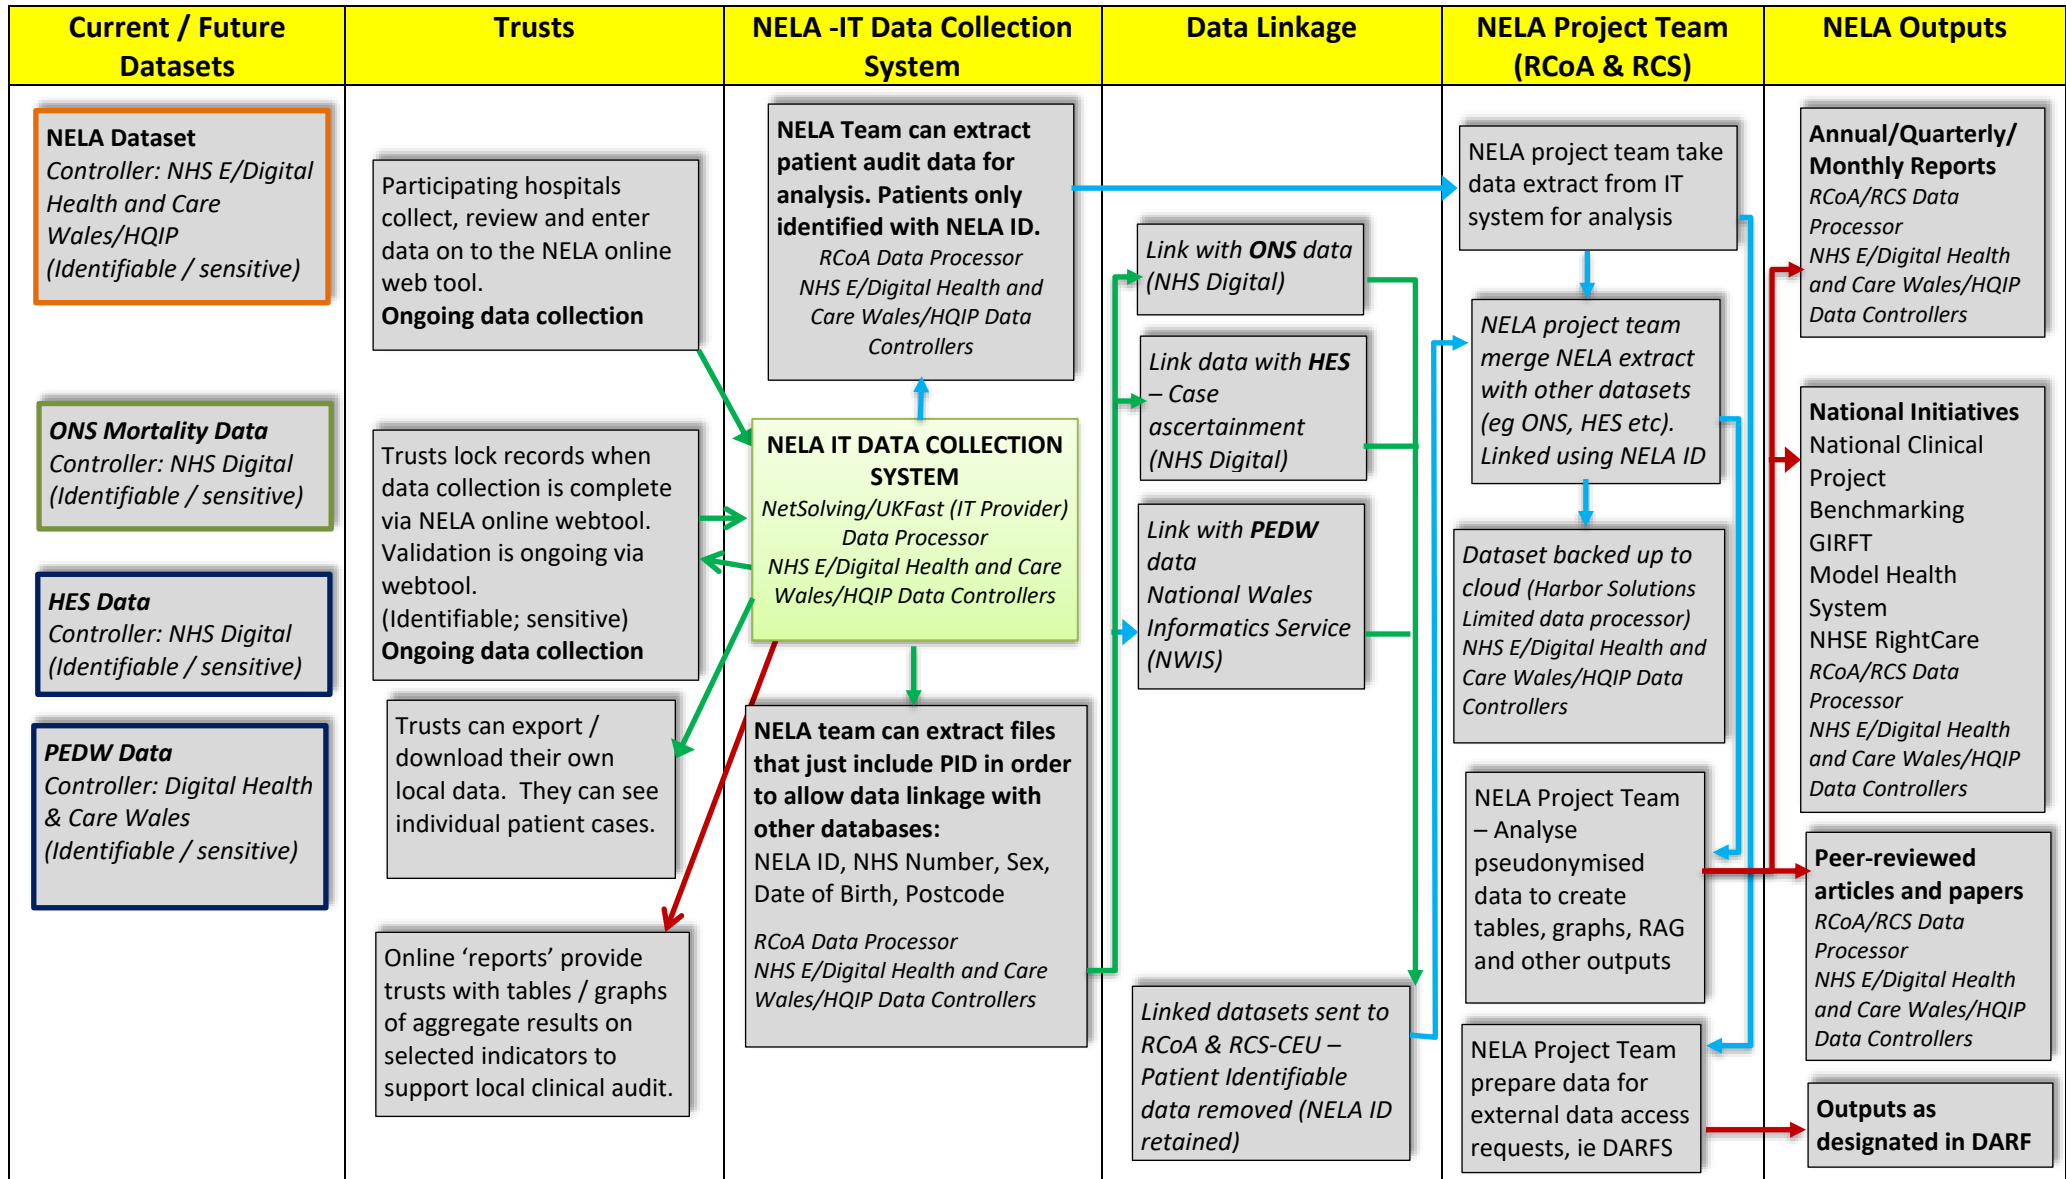 Current / Future
Datasets
Trusts
NELA -IT Data Collection
System
Data Linkage
NELA Project Team
(RCoA & RCS)
NELA Outputs
NELA Dataset
Controller: NHS E/Digital
Health and Care
Wales/HQIP
(Identifiable / sensitive)
ONS Mortality Data
Controller: NHS Digital
(Identifiable / sensitive)
HES Data
Controller: NHS Digital
(Identifiable / sensitive)
PEDW Data
Controller: Digital Health
& Care Wales
(Identifiable / sensitive)
Participating hospitals
collect, review and enter
data on to the NELA online
web tool.
Ongoing data collection
Trusts lock records when
data collection is complete
via NELA online webtool.
Validation is ongoing via
webtool.
(Identifiable; sensitive)
Ongoing data collection
Trusts can export /
download their own
local data. They can see
individual patient cases.
Online ‘reports’ provide
trusts with tables / graphs
of aggregate results on
selected indicators to
support local clinical audit.
NELA Team can extract
patient audit data for
analysis. Patients only
identified with NELA ID.
RCoA Data Processor
NHS E/Digital Health and
Care Wales/HQIP Data
Controllers
NELA IT DATA COLLECTION
SYSTEM
NetSolving/UKFast (IT Provider)
Data Processor
NHS E/Digital Health and Care
Wales/HQIP Data Controllers
NELA team can extract files
that just include PID in order
to allow data linkage with
other databases:
NELA ID, NHS Number, Sex,
Date of Birth, Postcode
RCoA Data Processor
NHS E/Digital Health and Care
Wales/HQIP Data Controllers
Link with ONS data
(NHS Digital)
Link data with HES
– Case
ascertainment
(NHS Digital)
Link with PEDW
data
National Wales
Informatics Service
(NWIS)
Linked datasets sent to
RCoA & RCS-CEU –
Patient Identifiable
data removed (NELA ID
retained)
NELA project team take
data extract from IT
system for analysis
NELA project team
merge NELA extract
with other datasets
(eg ONS, HES etc).
Linked using NELA ID
Dataset backed up to
cloud (Harbor Solutions
Limited data processor)
NHS E/Digital Health and
Care Wales/HQIP Data
Controllers
NELA Project Team
– Analyse
pseudonymised
data to create
tables, graphs, RAG
and other outputs
NELA Project Team
prepare data for
external data access
requests, ie DARFS
Annual/Quarterly/
Monthly Reports
RCoA/RCS Data
Processor
NHS E/Digital Health
and Care Wales/HQIP
Data Controllers
National Initiatives
National Clinical
Project
Benchmarking
GIRFT
Model Health
System
NHSE RightCare
RCoA/RCS Data
Processor
NHS E/Digital Health
and Care Wales/HQIP
Data Controllers
Peer-reviewed
articles and papers
RCoA/RCS Data
Processor
NHS E/Digital Health
and Care Wales/HQIP
Data Controllers
Outputs as
designated in DARF